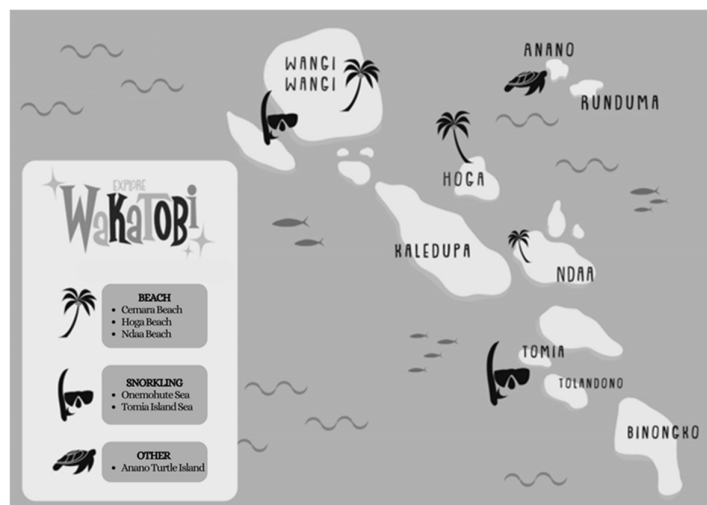 WANGI
WANGI
ANANO
RUNDUMA
HOGA
KALEDUPA
NDAA
TOMIA
TOLANDONO
BINONGKO
EXPLORE
WAKATOBI
BEACH
• Cemara Beach
• Hoga Beach
• Ndaa Beach
SNORKLING
• Onemohute Sea
• Tomia Island Sea
OTHER
• Anano Turtle Island